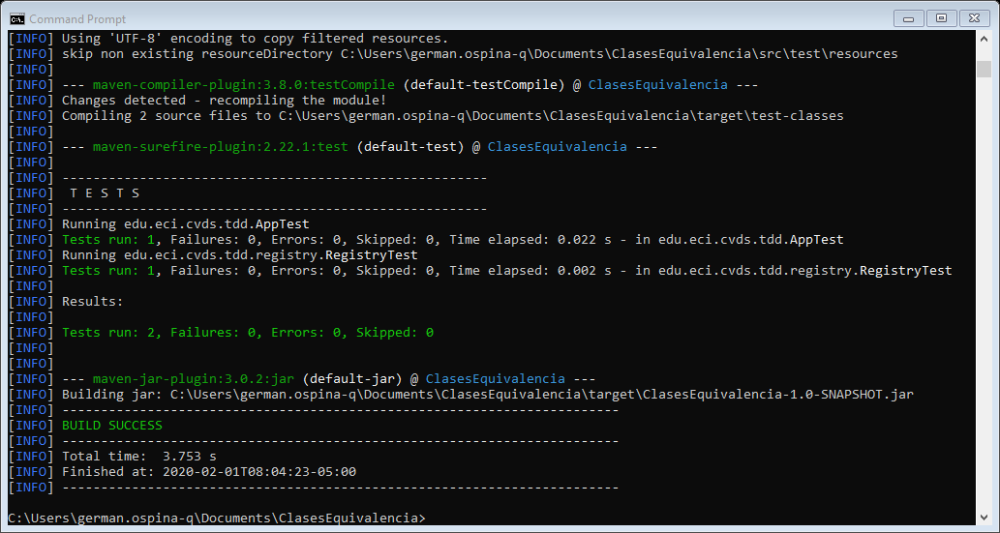 Command Prompt
[INFO] Using 'UTF-8' encoding to copy filtered resources.
[INFO] skip non existing resourceDirectory C:\Users\german.ospina-q\Documents\ClasesEquivalencia\src\test\resources
[INFO]
[INFO] --- maven-compiler-plugin:3.8.0:testCompile (default-testCompile) @ ClasesEquivalencia ---
[INFO] Changes detected - recompiling the module!
[INFO] Compiling 2 source files to C:\Users\german.ospina-q\Documents\ClasesEquivalencia\target\test-classes
[INFO]
[INFO] --- maven-surefire-plugin:2.22.1:test (default-test) @ ClasesEquivalencia ---
[INFO]
[INFO] -------------------------------------------------------
[INFO]  T E S T S
[INFO] -------------------------------------------------------
[INFO] Running edu.eci.cvds.tdd.AppTest
[INFO] Tests run: 1, Failures: 0, Errors: 0, Skipped: 0, Time elapsed: 0.022 s - in edu.eci.cvds.tdd.AppTest
[INFO] Running edu.eci.cvds.tdd.registry.RegistryTest
[INFO] Tests run: 1, Failures: 0, Errors: 0, Skipped: 0, Time elapsed: 0.002 s - in edu.eci.cvds.tdd.registry.RegistryTest
[INFO]
[INFO] Results:
[INFO]
[INFO] Tests run: 2, Failures: 0, Errors: 0, Skipped: 0
[INFO]
[INFO]
[INFO] --- maven-jar-plugin:3.0.2:jar (default-jar) @ ClasesEquivalencia ---
[INFO] Building jar: C:\Users\german.ospina-q\Documents\ClasesEquivalencia\target\ClasesEquivalencia-1.0-SNAPSHOT.jar
[INFO] ------------------------------------------------------------------------
[INFO] BUILD SUCCESS
[INFO] ------------------------------------------------------------------------
[INFO] Total time:  3.753 s
[INFO] Finished at: 2020-02-01T08:04:23-05:00
[INFO] ------------------------------------------------------------------------
C:\Users\german.ospina-q\Documents\ClasesEquivalencia>